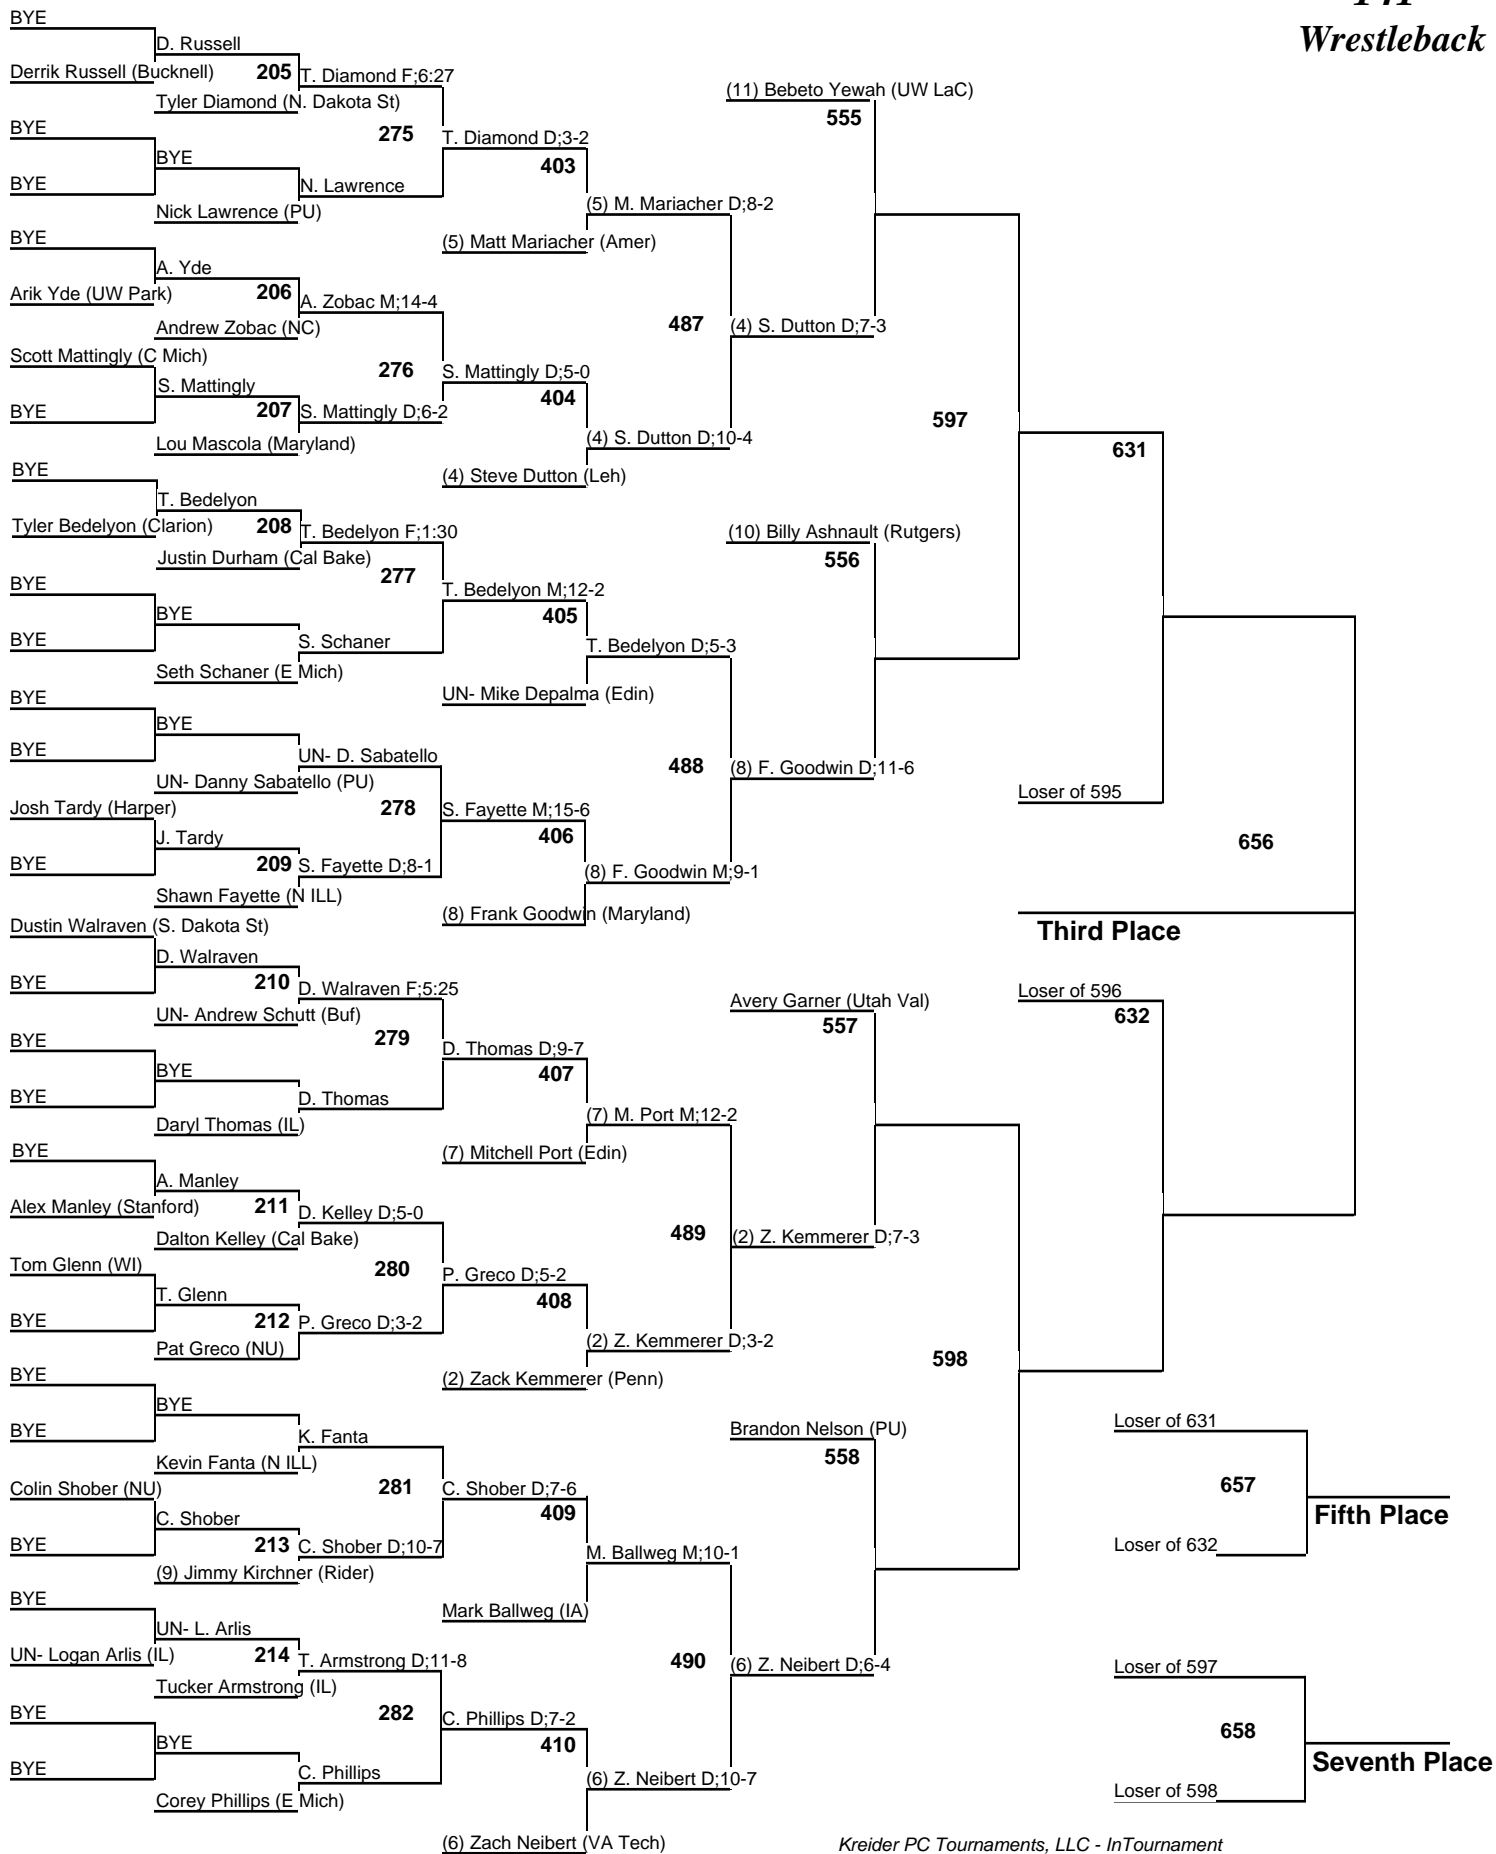 Wrestleback
BYE
D. Russell
Derrik Russell (Bucknell)
205
T. Diamond F;6:27
Tyler Diamond (N. Dakota St)
(11) Bebeto Yewah (UW LaC)
555
BYE
275
T. Diamond D;3-2
BYE
403
BYE
N. Lawrence
Nick Lawrence (PU)
(5) M. Mariacher D;8-2
BYE
(5) Matt Mariacher (Amer)
A. Yde
Arik Yde (UW Park)
206
A. Zobac M;14-4
Andrew Zobac (NC)
487
(4) S. Dutton D;7-3
Scott Mattingly (C Mich)
276
S. Mattingly D;5-0
S. Mattingly
404
BYE
207
S. Mattingly D;6-2
597
Lou Mascola (Maryland)
(4) S. Dutton D;10-4
631
BYE
(4) Steve Dutton (Leh)
T. Bedelyon
Tyler Bedelyon (Clarion)
208
T. Bedelyon F;1:30
(10) Billy Ashnault (Rutgers)
Justin Durham (Cal Bake)
556
277
BYE
T. Bedelyon M;12-2
BYE
405
BYE
S. Schaner
T. Bedelyon D;5-3
Seth Schaner (E Mich)
BYE
UN- Mike Depalma (Edin)
BYE
BYE
UN- D. Sabatello
488
(8) F. Goodwin D;11-6
UN- Danny Sabatello (PU)
Loser of 595
Josh Tardy (Harper)
278
S. Fayette M;15-6
J. Tardy
406
656
BYE
209
S. Fayette D;8-1
(8) F. Goodwin M;9-1
Shawn Fayette (N ILL)
(8) Frank Goodwin (Maryland)
Dustin Walraven (S. Dakota St)
Third Place
D. Walraven
BYE
210
D. Walraven F;5:25
Loser of 596
UN- Andrew Schutt (Buf)
Avery Garner (Utah Val)
632
557
BYE
279
D. Thomas D;9-7
BYE
407
BYE
D. Thomas
Daryl Thomas (IL)
(7) M. Port M;12-2
BYE
(7) Mitchell Port (Edin)
A. Manley
Alex Manley (Stanford)
211
D. Kelley D;5-0
Dalton Kelley (Cal Bake)
489
(2) Z. Kemmerer D;7-3
Tom Glenn (WI)
280
P. Greco D;5-2
T. Glenn
408
BYE
212
P. Greco D;3-2
Pat Greco (NU)
(2) Z. Kemmerer D;3-2
598
BYE
(2) Zack Kemmerer (Penn)
BYE
BYE
K. Fanta
Brandon Nelson (PU)
Loser of 631
Kevin Fanta (N ILL)
558
Colin Shober (NU)
281
C. Shober D;7-6
657
C. Shober
409
Fifth Place
BYE
213
C. Shober D;10-7
M. Ballweg M;10-1
Loser of 632
(9) Jimmy Kirchner (Rider)
BYE
Mark Ballweg (IA)
UN- L. Arlis
UN- Logan Arlis (IL)
214
T. Armstrong D;11-8
490
(6) Z. Neibert D;6-4
Loser of 597
Tucker Armstrong (IL)
BYE
282
C. Phillips D;7-2
658
BYE
410
Seventh Place
BYE
C. Phillips
(6) Z. Neibert D;10-7
Loser of 598
Corey Phillips (E Mich)
(6) Zach Neibert (VA Tech)
Kreider PC Tournaments, LLC - InTournament